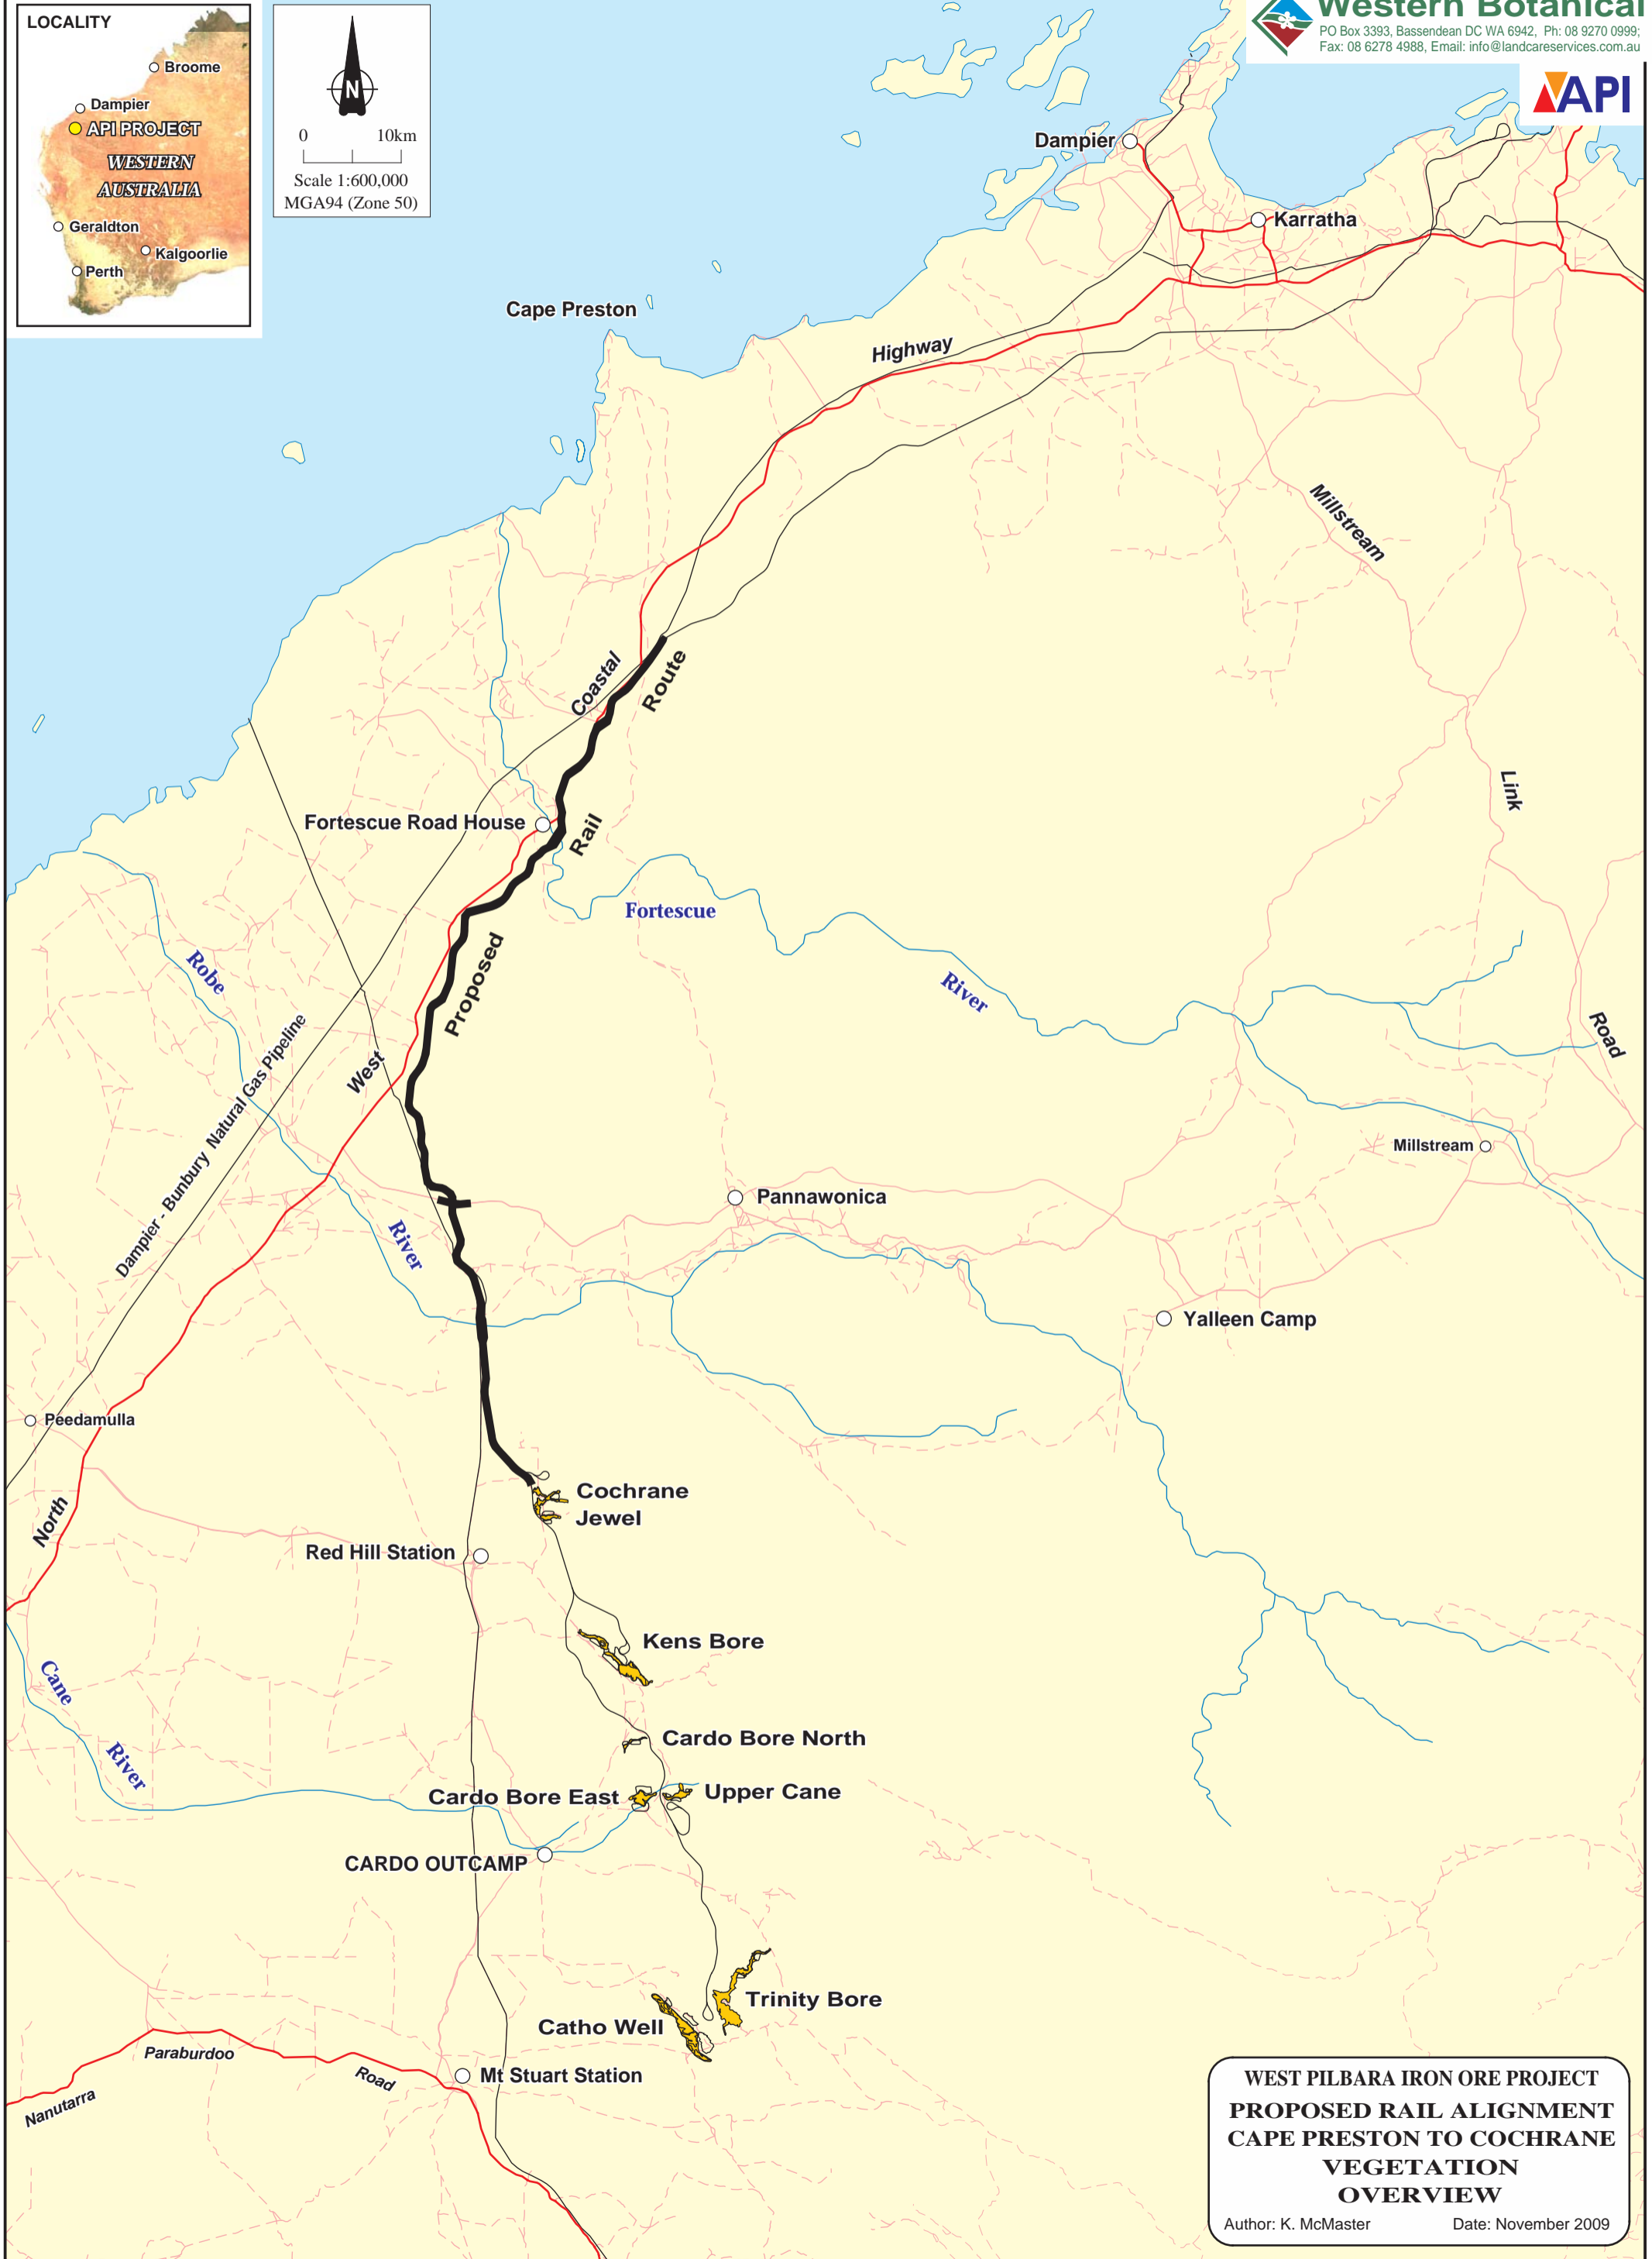 LOCALITY
Broome
Dampier
API PROJECT
WESTERN
AUSTRALIA
Geraldton
Kalgoorlie
Perth
N
0 10km
Scale 1:600,000
MGA94 (Zone 50)
Western Botanical
PO Box 3393, Bassendean DC WA 6942, Ph: 08 9270 0999;
Fax: 08 6278 4988, Email: info@landcareservices.com.au
API
Dampier
Karratha
Cape Preston
Highway
Millstream
Coastal
Route
Link
Fortescue Road House
Rail
Fortescue
Robe
Proposed
River
Road
Dampier - Bunbury Natural Gas Pipeline
West
Millstream
Pannawonica
River
Yalleen Camp
Peedamulla
Cochrane
Jewel
North
Red Hill Station
Kens Bore
Cane
River
Cardo Bore North
Cardo Bore East
Upper Cane
CARDO OUTCAMP
Trinity Bore
Catho Well
Paraburdoo
Mt Stuart Station
Road
Nanutarra
WEST PILBARA IRON ORE PROJECT
PROPOSED RAIL ALIGNMENT
CAPE PRESTON TO COCHRANE
VEGETATION
OVERVIEW
Author: K. McMaster Date: November 2009